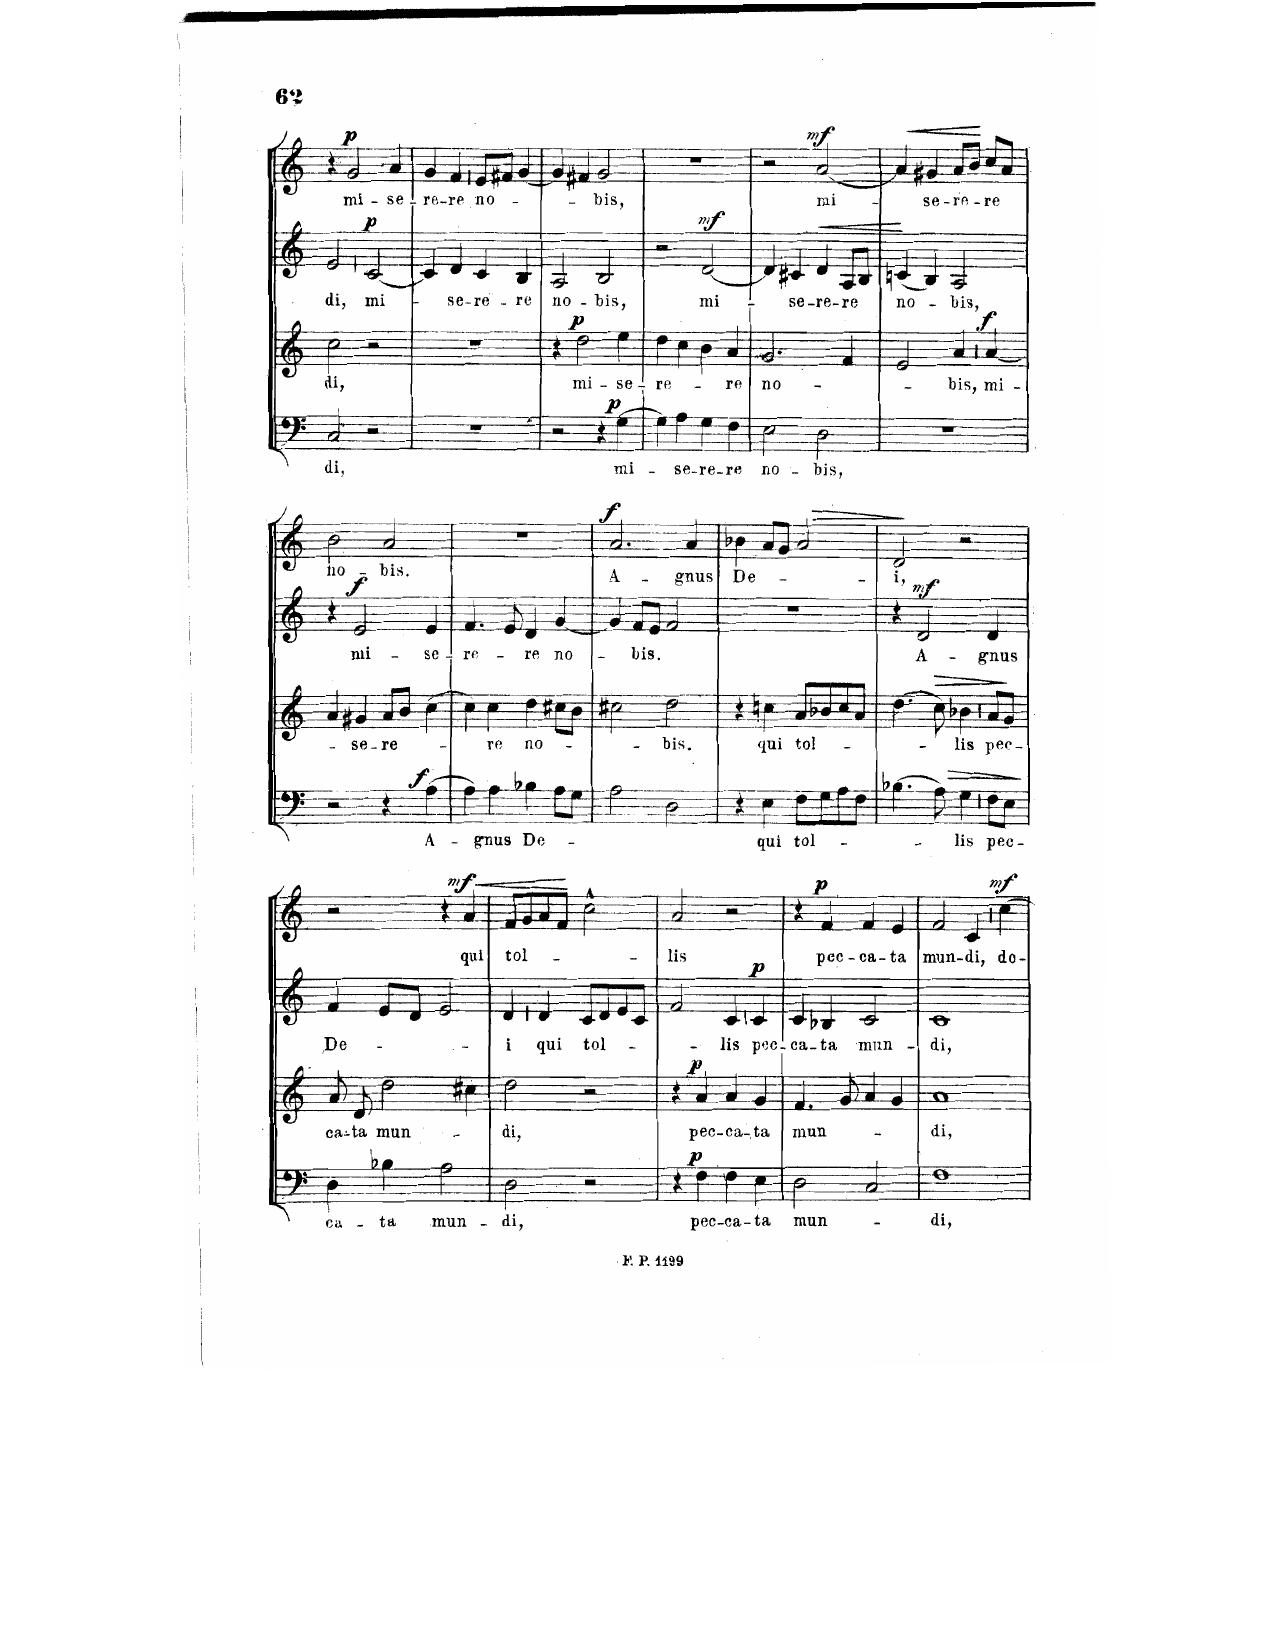 62
p
mi - se - re-re no - - bis,
mf
mi - se-re-re
p
di, mi - se-re - re no - bis,
mf
mi - se-re-re no - bis,
p
di, mi - se - re - re no - - bis, mi -
f
p
di, mi - se-re-re no - bis,
no - bis.
f
A - gnus De - - i,
f
mi - se - re - re no - bis.
mf
A - gnus
- se-re - re no - - bis. qui tol - - lis pec-
f
A - gnus De - qui tol - - lis pec-
mf
qui tol - - lis
p
pec-ca-ta mun-di, do-
mf
De - - i qui tol - - lis pec-ca-ta mun - di,
p
ca-ta mun - di,
p
pec-ca-ta mun - di,
ca - ta mun - di,
p
pec-ca-ta mun - di,
F. P. 1199